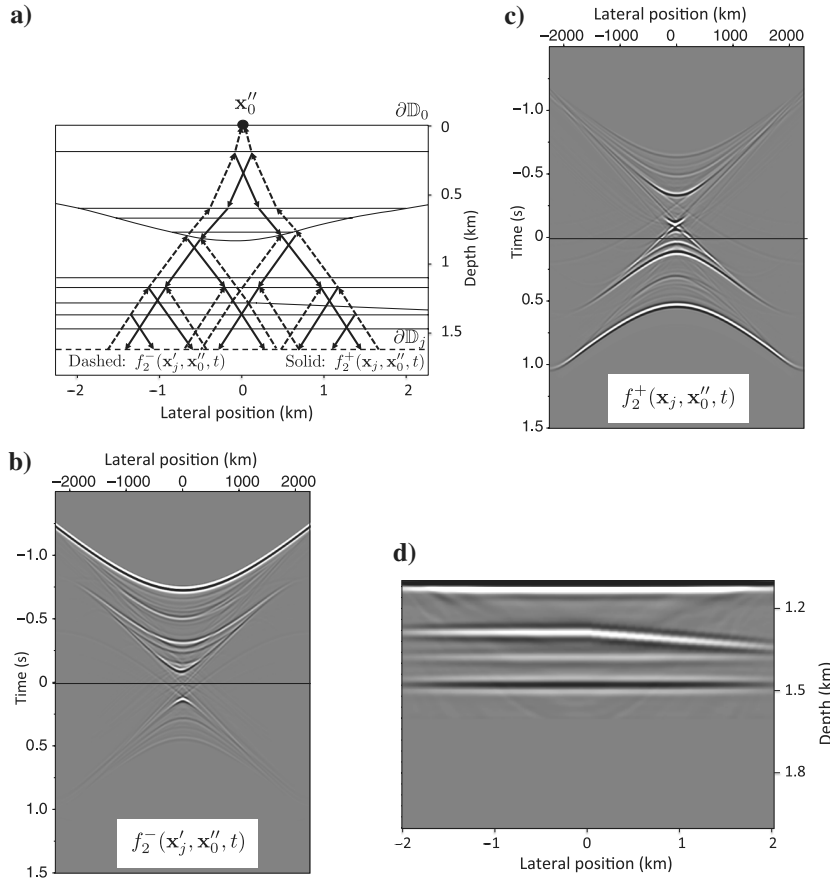 a)
x″₀
∂𝔻₀
0
0.5
1
1.5
Depth (km)
∂𝔻ⱼ
Dashed: f₂⁻(x′ⱼ, x″₀, t)
Solid: f₂⁺(xⱼ, x″₀, t)
−2 −1 0 1 2
Lateral position (km)
b)
Lateral position (km)
−2000 −1000 0 1000 2000
−1.0
−0.5
0
0.5
1.0
1.5
Time (s)
f₂⁻(x′ⱼ, x″₀, t)
c)
Lateral position (km)
−2000 −1000 0 1000 2000
−1.0
−0.5
0
0.5
1.0
1.5
Time (s)
f₂⁺(xⱼ, x″₀, t)
d)
1.2
1.5
1.8
Depth (km)
−2 −1 0 1 2
Lateral position (km)